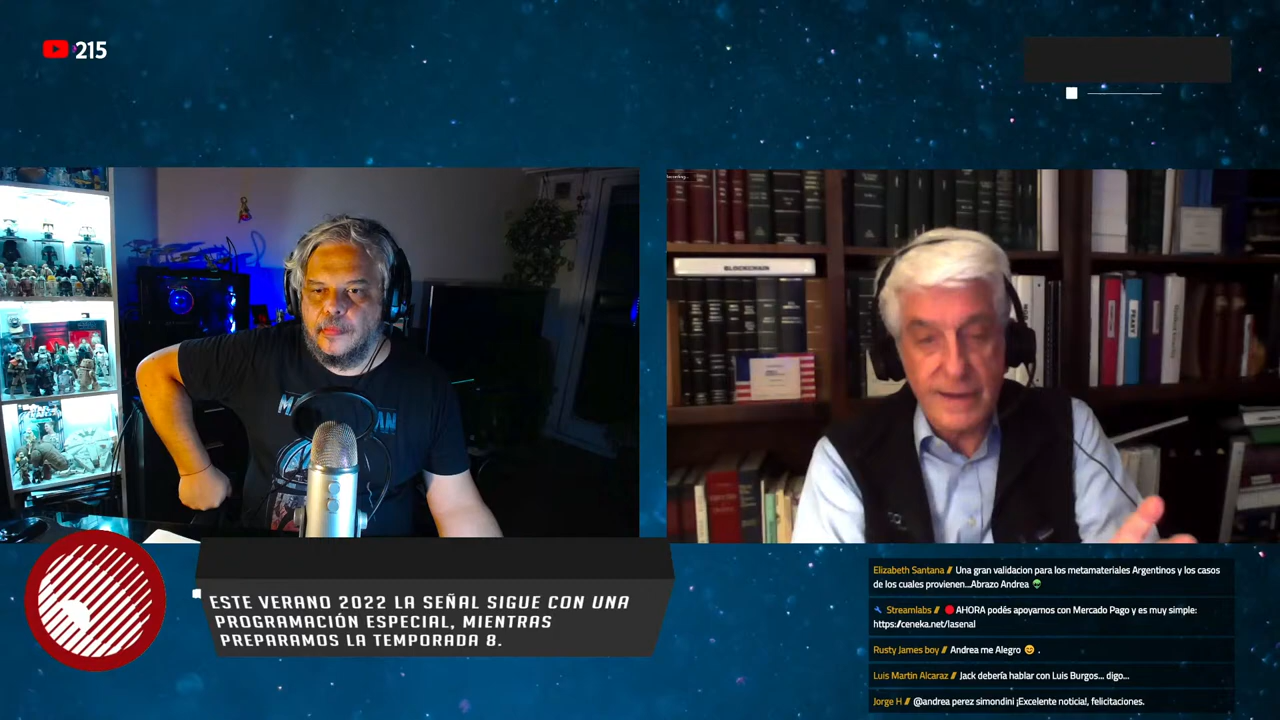 215
BLOCKCHAIN
ESTE VERANO 2022 LA SEÑAL SIGUE CON UNA
PROGRAMACIÓN ESPECIAL, MIENTRAS
PREPARAMOS LA TEMPORADA 8.
Elizabeth Santana // Una gran validacion para los metamateriales Argentinos y los casos
de los cuales provienen...Abrazo Andrea 👽
Streamlabs // 🔴 AHORA podés apoyarnos con Mercado Pago y es muy simple:
https://ceneka.net/lasenal
Rusty James boy // Andrea me Alegro 😊 .
Luis Martin Alcaraz // Jack debería hablar con Luis Burgos... digo...
Jorge H // @andrea perez simondini ¡Excelente noticia!, felicitaciones.